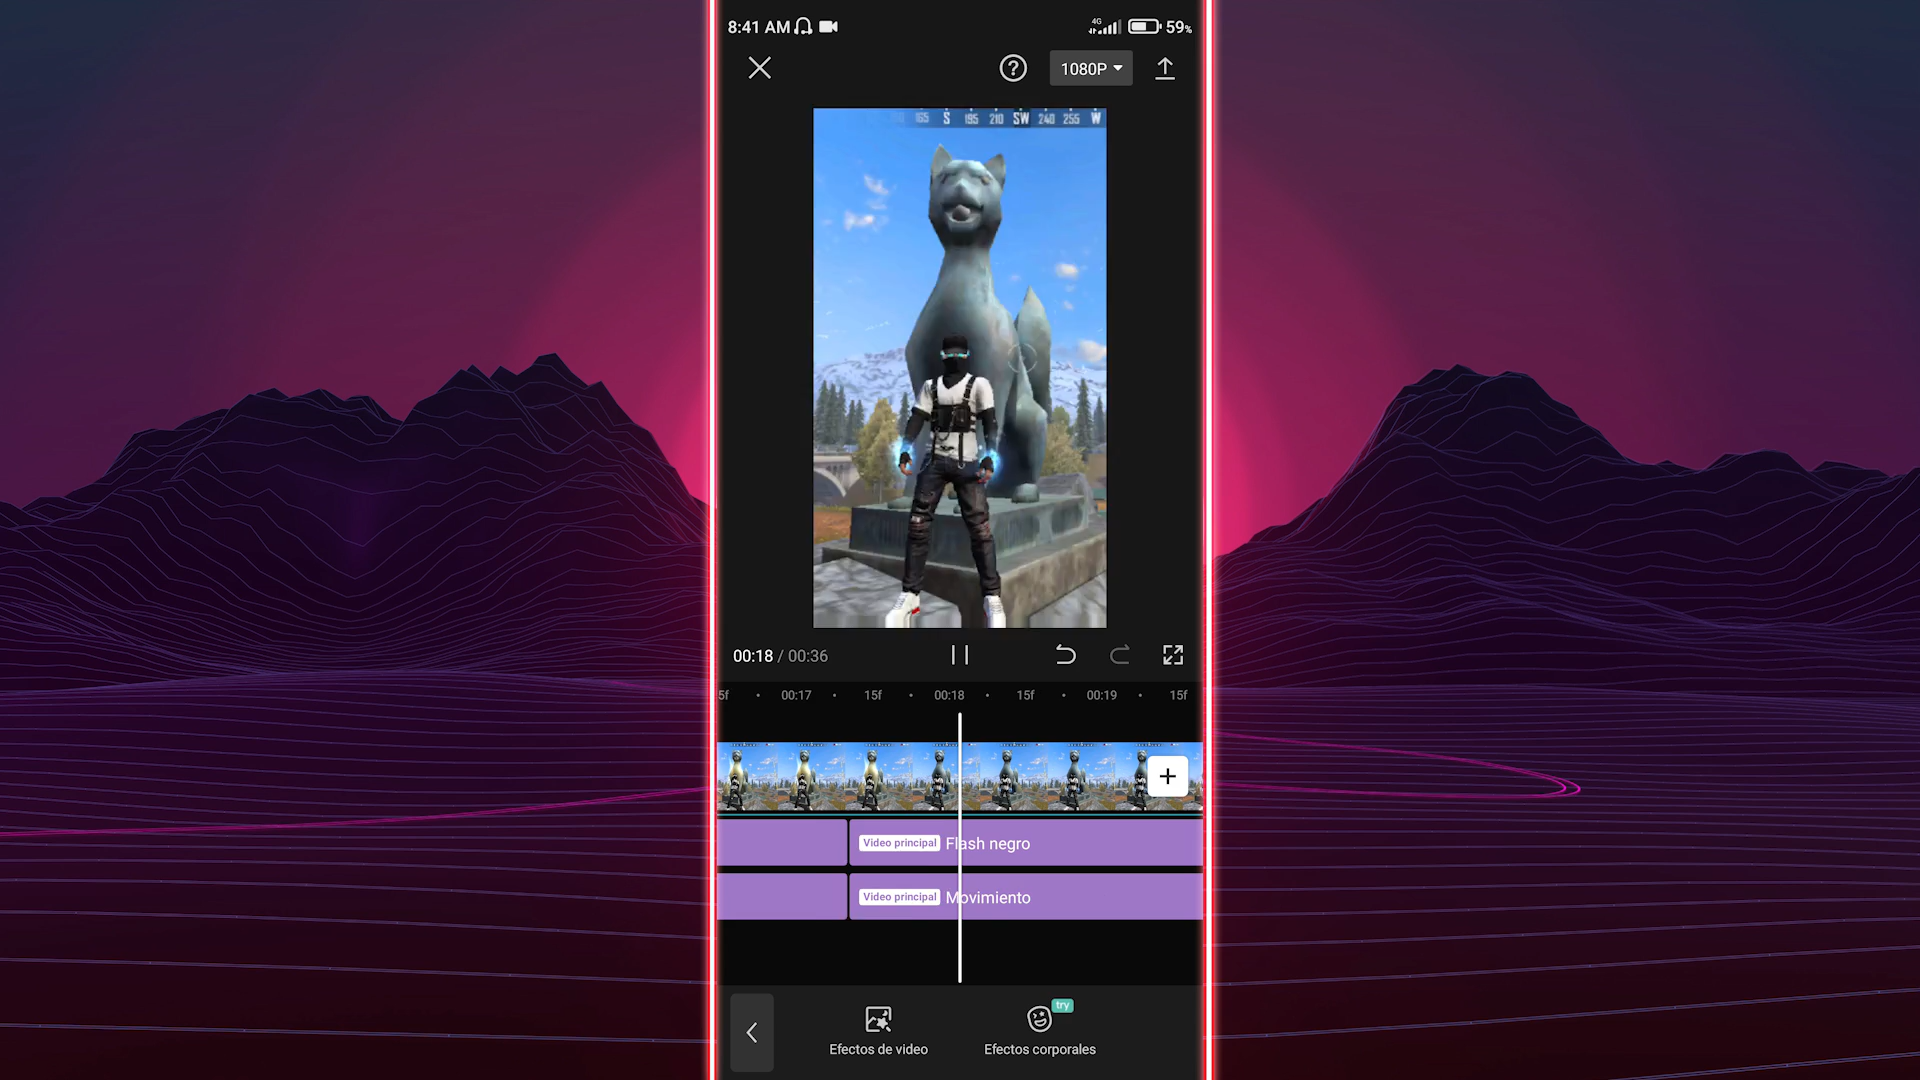 8:41 AM 4G 59%
1080P
165 S 195 210 SW 240 255 W
00:18 / 00:36
5f 00:17 15f 00:18 15f 00:19 15f
Video principal Flash negro
Video principal Movimiento
try
Efectos de video Efectos corporales